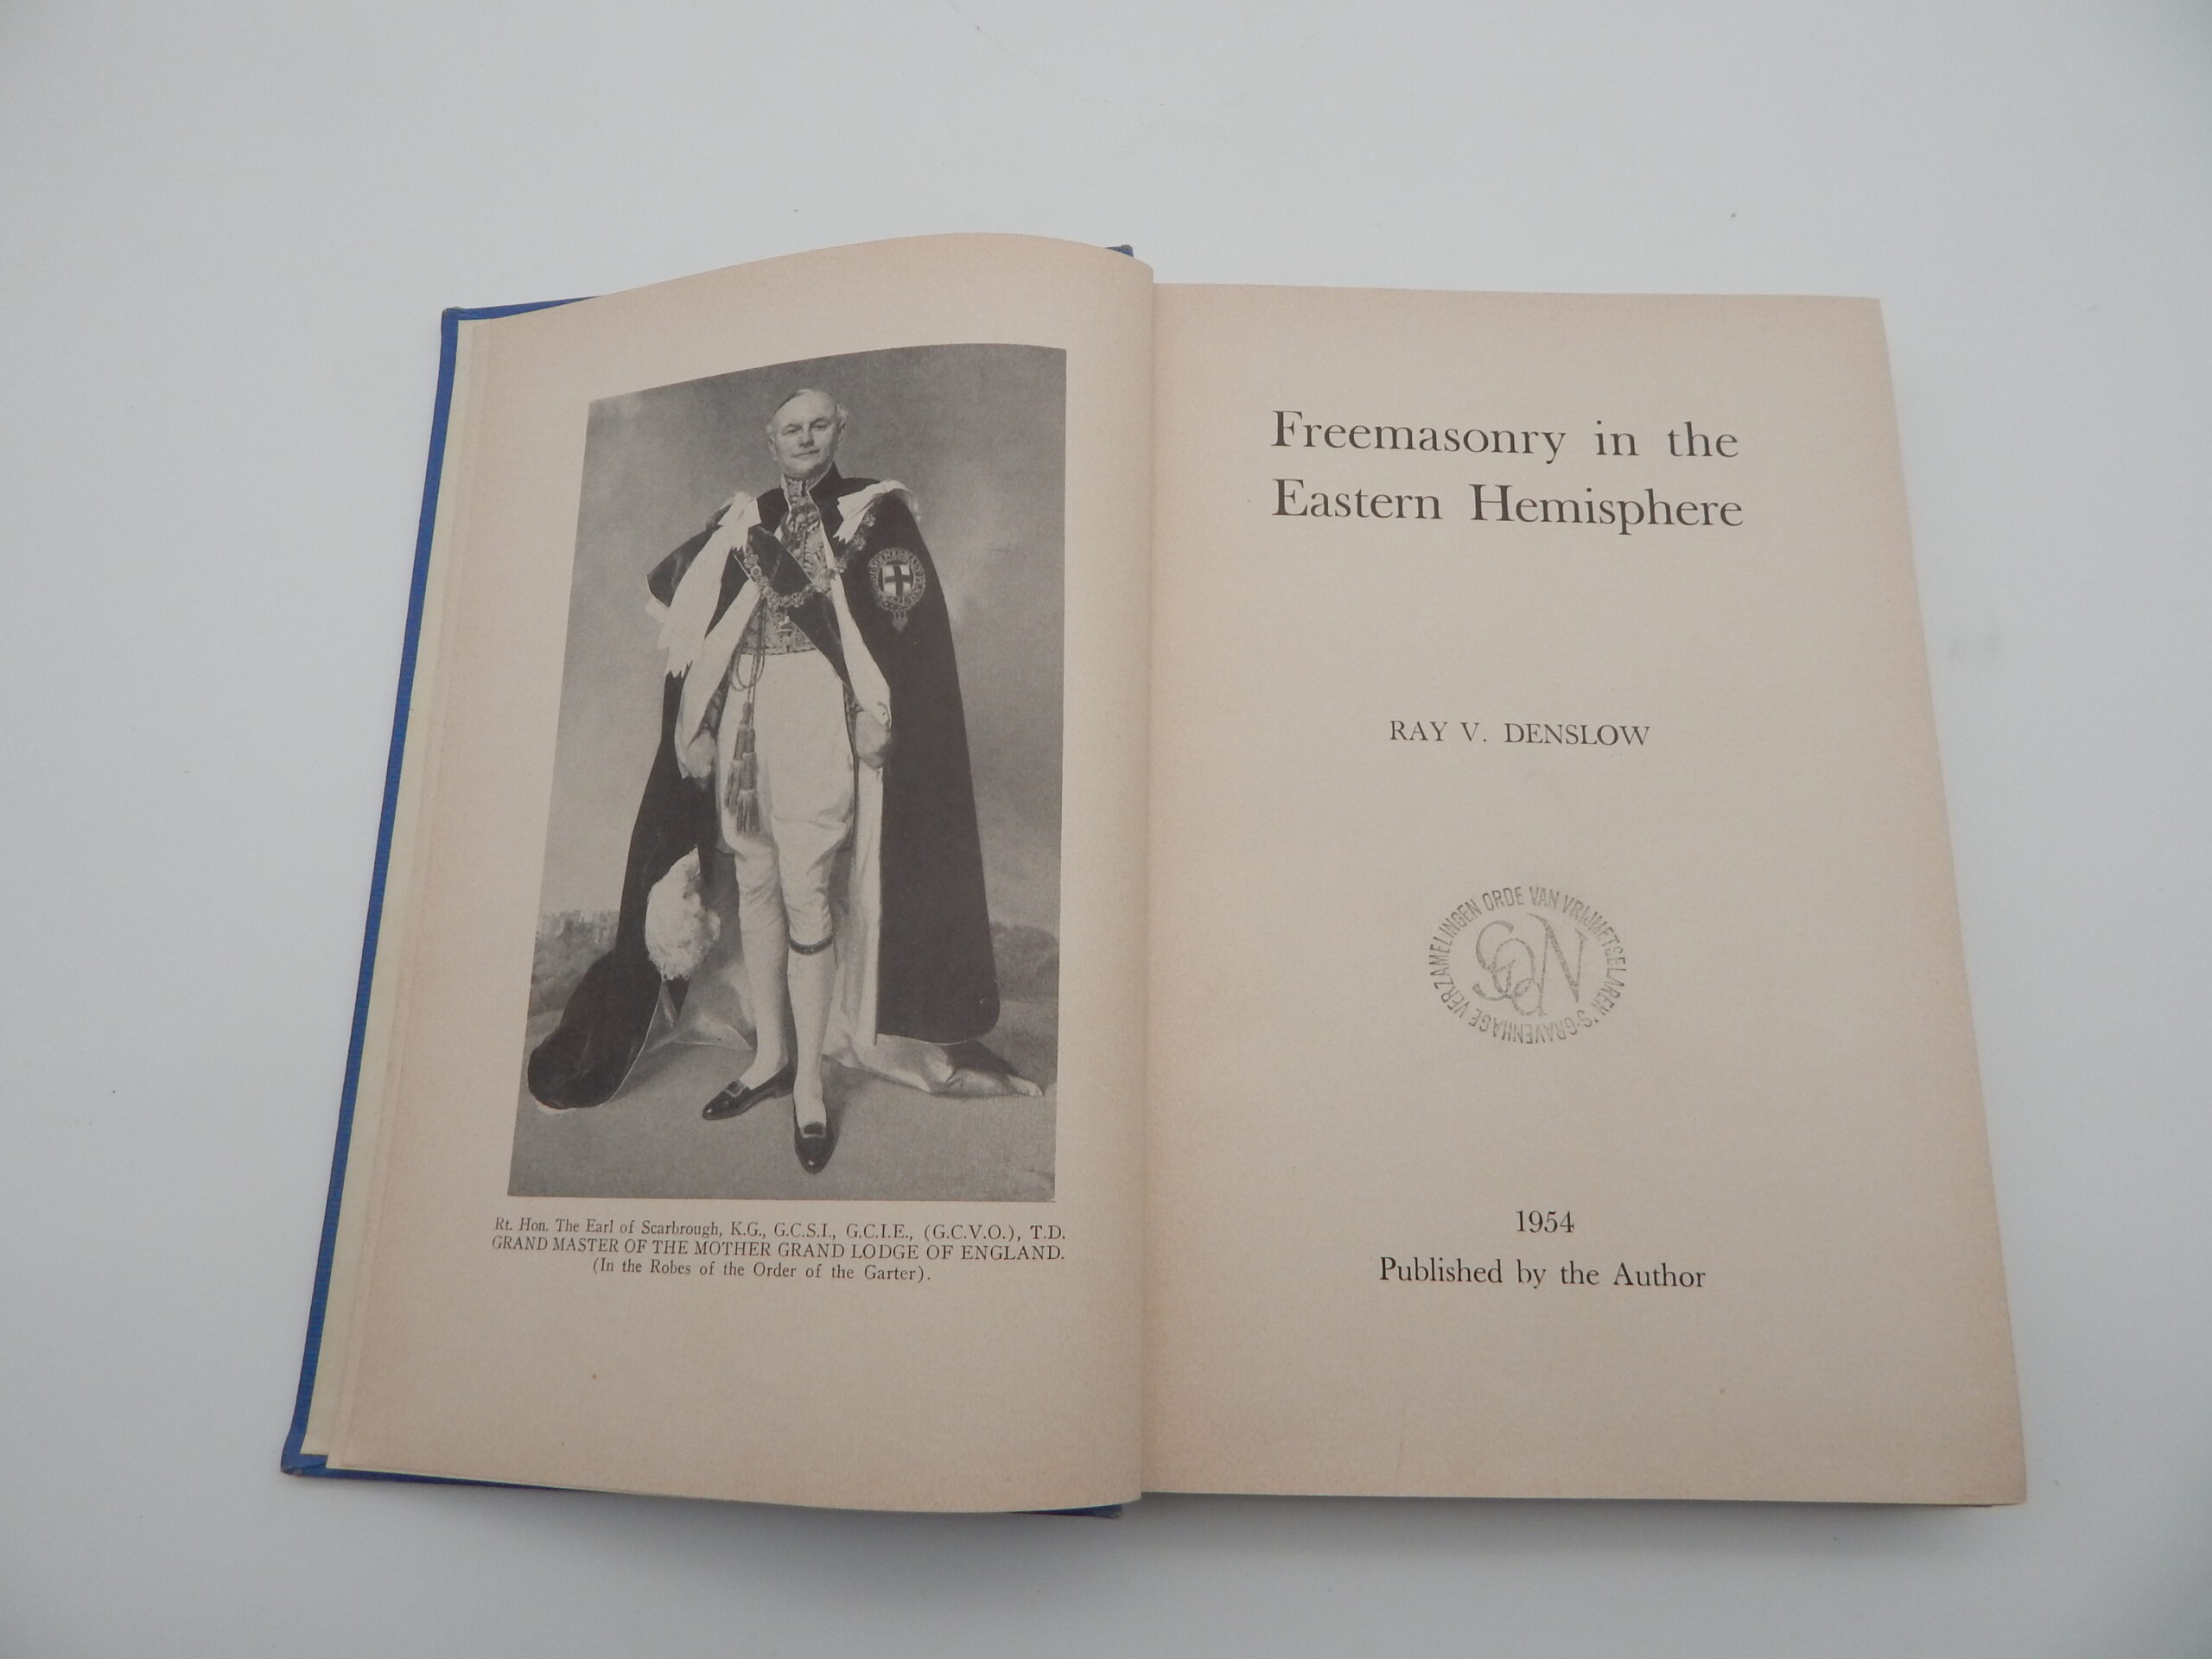 Rt. Hon. The Earl of Scarbrough, K.G., G.C.S.I., G.C.I.E., (G.C.V.O.), T.D.
GRAND MASTER OF THE MOTHER GRAND LODGE OF ENGLAND.
(In the Robes of the Order of the Garter).
Freemasonry in the
Eastern Hemisphere
RAY V. DENSLOW
VERZAMELINGEN ORDE VAN VRIJMETSELAREN 'S-GRAVENHAGE
1954
Published by the Author